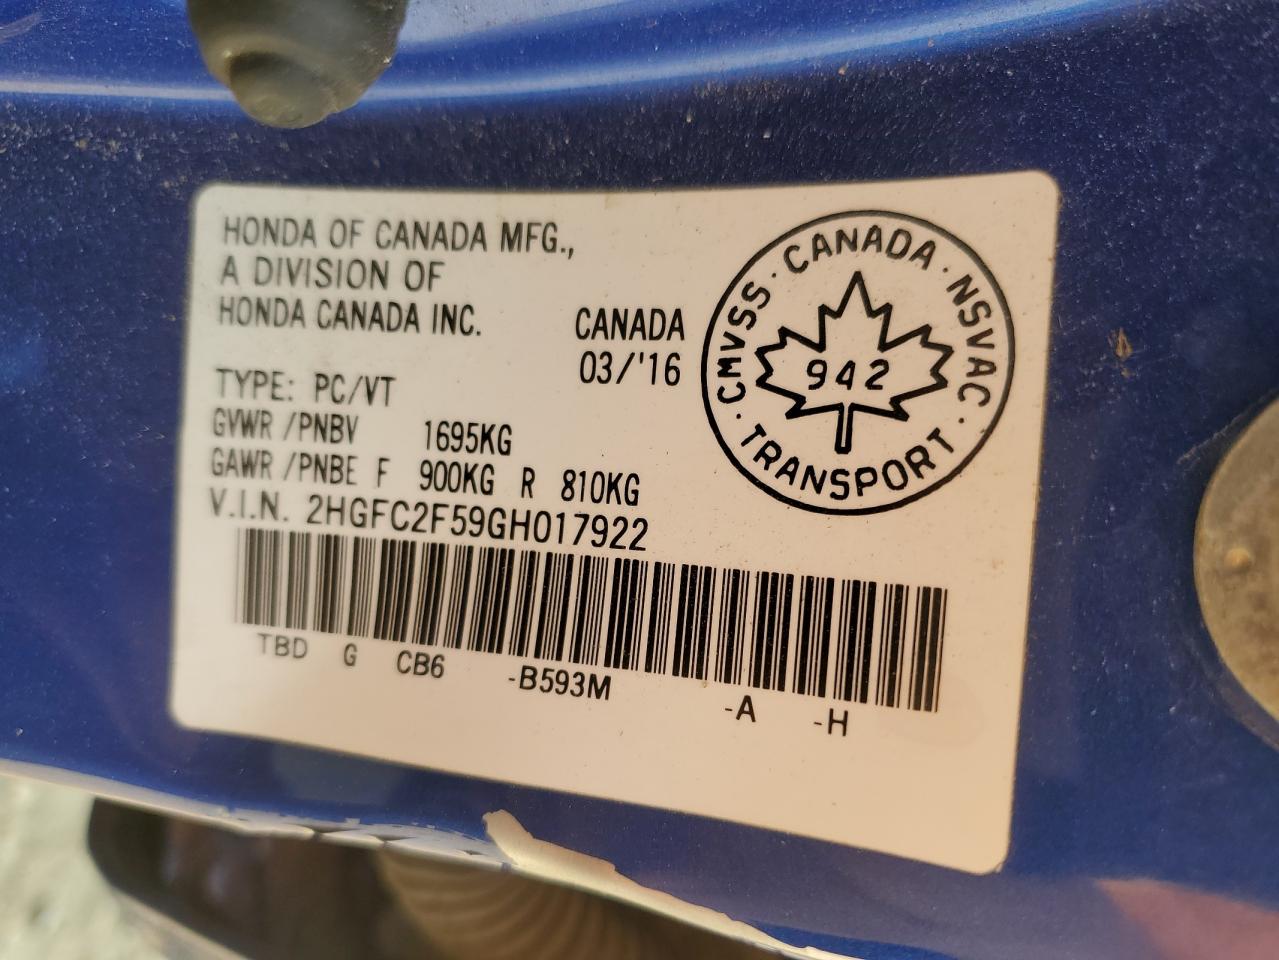 HONDA OF CANADA MFG.,
A DIVISION OF
HONDA CANADA INC.
CANADA
03/'16
TYPE: PC/VT
GVWR /PNBV 1695KG
GAWR /PNBE F 900KG R 810KG
V.I.N. 2HGFC2F59GH017922
TBD G CB6 -B593M -A -H
CMVSS · CANADA · NSVAC · TRANSPORT ·
942